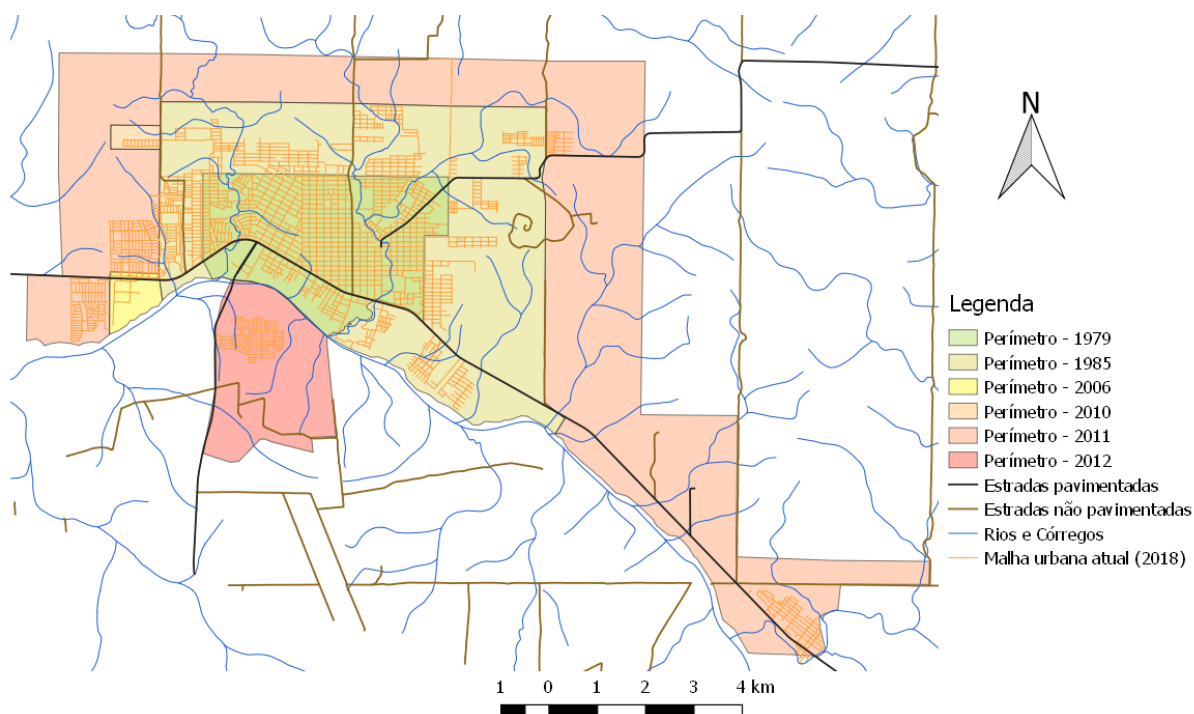 N
Legenda
Perímetro - 1979
Perímetro - 1985
Perímetro - 2006
Perímetro - 2010
Perímetro - 2011
Perímetro - 2012
Estradas pavimentadas
Estradas não pavimentadas
Rios e Córregos
Malha urbana atual (2018)
1 0 1 2 3 4 km